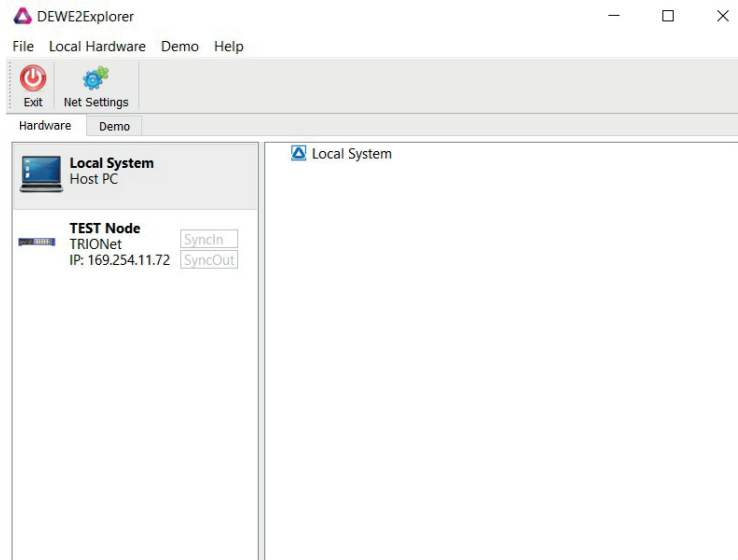 DEWE2Explorer
File Local Hardware Demo Help
Exit Net Settings
Hardware Demo
Local System
Host PC
TEST Node
TRIONet
IP: 169.254.11.72
SyncIn
SyncOut
Local System